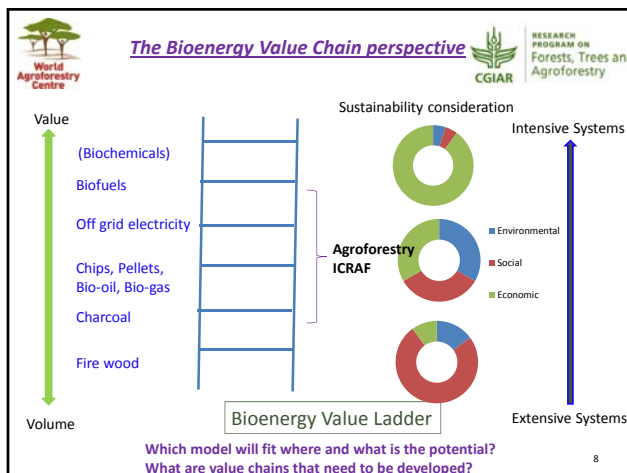 World
Agroforestry
Centre
The Bioenergy Value Chain perspective
CGIAR
RESEARCH
PROGRAM ON
Forests, Trees and
Agroforestry
Sustainability consideration
Value
Intensive Systems
(Biochemicals)
Biofuels
Off grid electricity
Chips, Pellets,
Bio-oil, Bio-gas
Charcoal
Fire wood
Agroforestry
ICRAF
Environmental
Social
Economic
Volume
Bioenergy Value Ladder
Extensive Systems
Which model will fit where and what is the potential?
What are value chains that need to be developed?
8